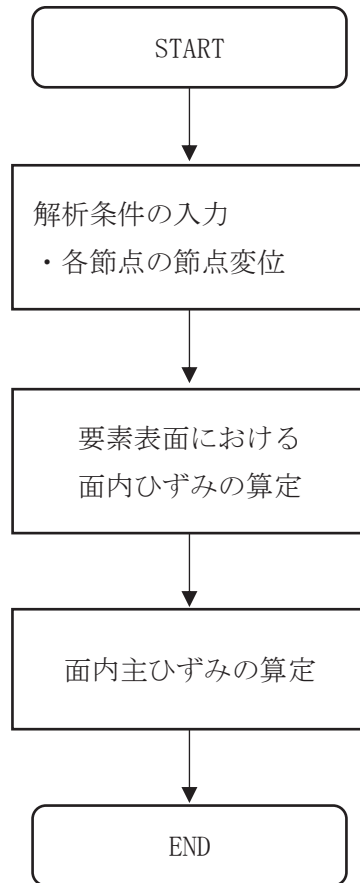 START
解析条件の入力
・各節点の節点変位
要素表面における
面内ひずみの算定
面内主ひずみの算定
END